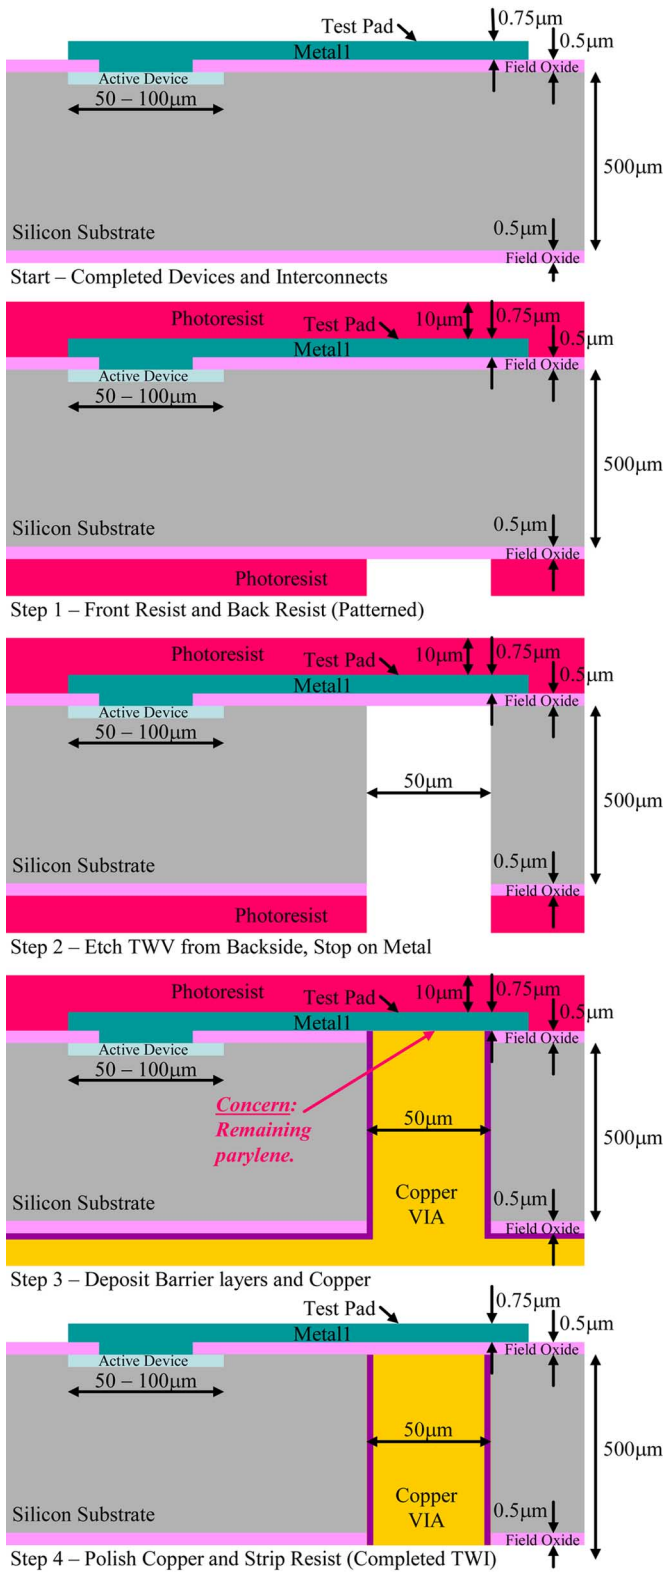 Test Pad
0.75μm
0.5μm
Metal1
Field Oxide
Active Device
50 – 100μm
500μm
Silicon Substrate
0.5μm
Field Oxide
Start – Completed Devices and Interconnects
Photoresist
Test Pad
10μm
0.75μm
0.5μm
Metal1
Field Oxide
Active Device
50 – 100μm
500μm
Silicon Substrate
0.5μm
Field Oxide
Photoresist
Step 1 – Front Resist and Back Resist (Patterned)
Photoresist
Test Pad
10μm
0.75μm
0.5μm
Metal1
Field Oxide
Active Device
50 – 100μm
50μm
500μm
Silicon Substrate
0.5μm
Field Oxide
Photoresist
Step 2 – Etch TWV from Backside, Stop on Metal
Photoresist
Test Pad
10μm
0.75μm
0.5μm
Metal1
Field Oxide
Active Device
50 – 100μm
Concern:
Remaining
parylene.
50μm
500μm
Copper
VIA
Silicon Substrate
0.5μm
Field Oxide
Step 3 – Deposit Barrier layers and Copper
Test Pad
0.75μm
0.5μm
Metal1
Field Oxide
Active Device
50 – 100μm
50μm
500μm
Copper
VIA
Silicon Substrate
0.5μm
Field Oxide
Step 4 – Polish Copper and Strip Resist (Completed TWI)